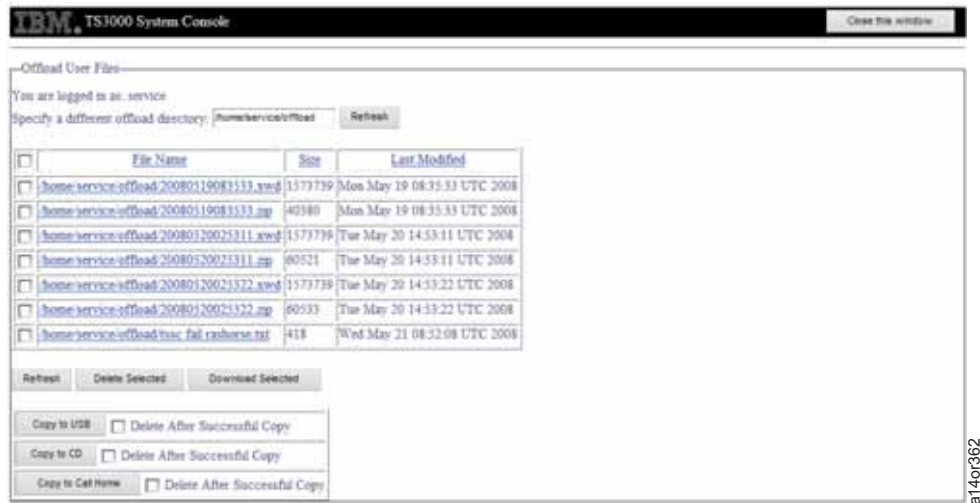 IBM. TS3000 System Console
Close this window
Offload User Files
You are logged in as: service
Specify a different offload directory: /home/service/offload Refresh
File Name Size Last Modified
/home/service/offload/20080519083533.xwd 1573739 Mon May 19 08:35:33 UTC 2008
/home/service/offload/20080519083533.zip 40380 Mon May 19 08:35:33 UTC 2008
/home/service/offload/20080520025311.xwd 1573739 Tue May 20 14:53:11 UTC 2008
/home/service/offload/20080520025311.zip 60521 Tue May 20 14:53:11 UTC 2008
/home/service/offload/20080520025322.xwd 1573739 Tue May 20 14:53:22 UTC 2008
/home/service/offload/20080520025322.zip 60533 Tue May 20 14:53:22 UTC 2008
418 Wed May 21 08:52:08 UTC 2008
Refresh Delete Selected Download Selected
Copy to USB Delete After Successful Copy
Copy to CD Delete After Successful Copy
Copy to Call Home Delete After Successful Copy
a14or362